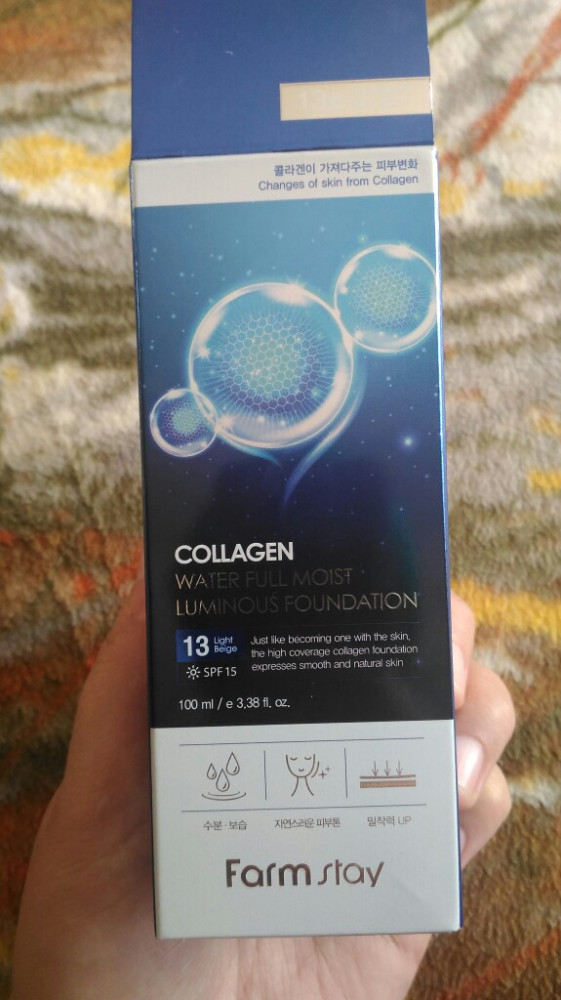 콜라겐이 가져다주는 피부변화
Changes of skin from Collagen
COLLAGEN
WATER FULL MOIST
LUMINOUS FOUNDATION
13 Light Beige
SPF 15
Just like becoming one with the skin,
the high coverage collagen foundation
expresses smooth and natural skin
100 ml / e 3.38 fl. oz.
수분·보습
자연스러운 피부톤
밀착력 UP
Farm stay